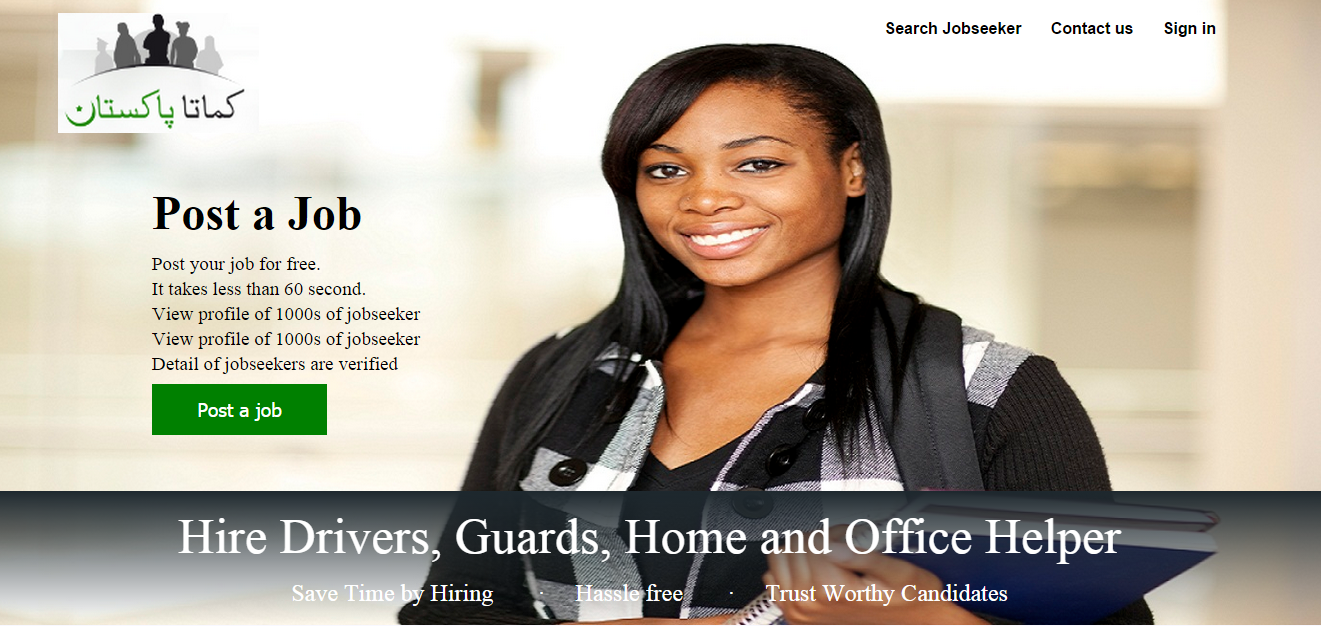 کماتا پاکستان
Search Jobseeker Contact us Sign in
Post a Job
Post your job for free.
It takes less than 60 second.
View profile of 1000s of jobseeker
View profile of 1000s of jobseeker
Detail of jobseekers are verified
Post a job
Hire Drivers, Guards, Home and Office Helper
Save Time by Hiring · Hassle free · Trust Worthy Candidates